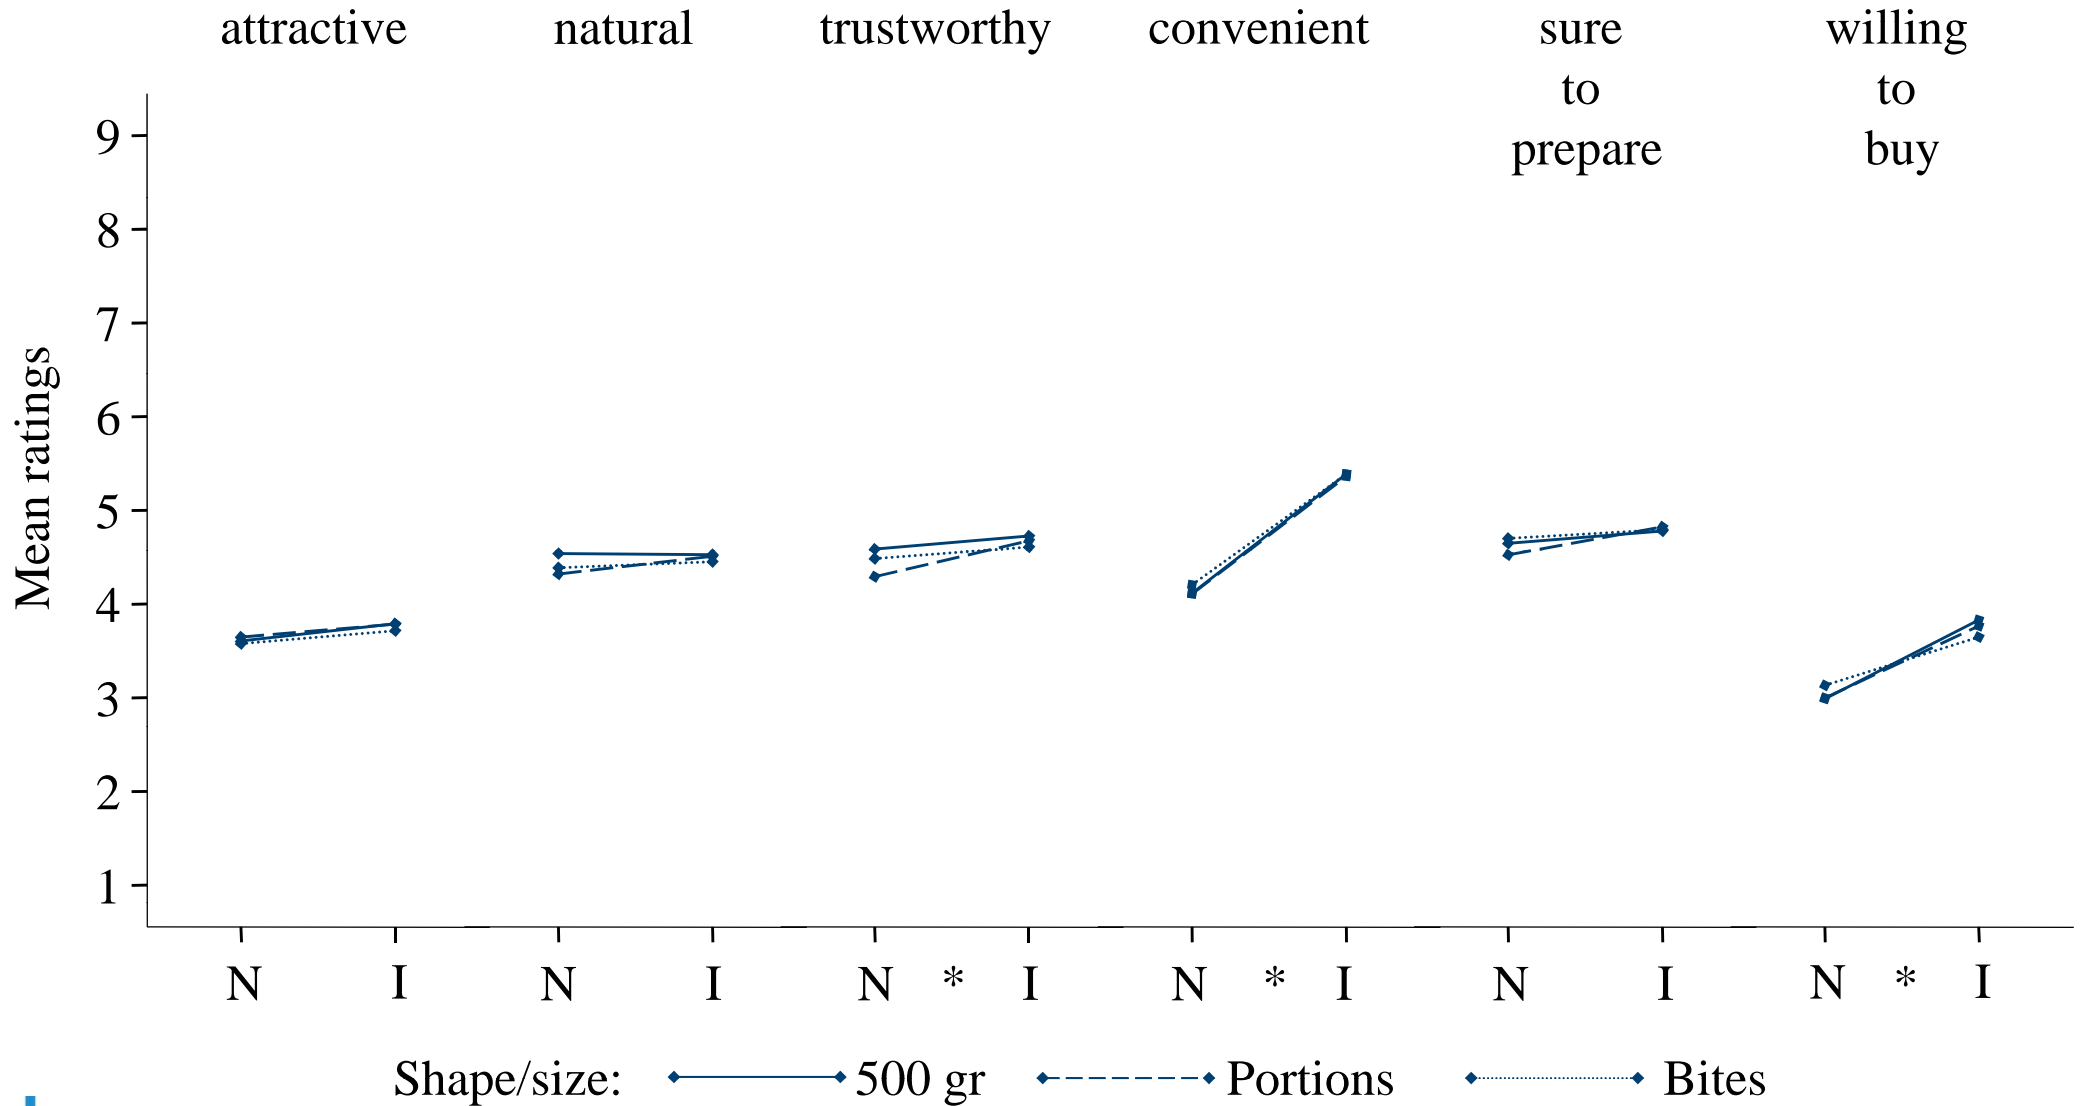 attractive natural trustworthy convenient sure to prepare willing to buy
9
8
7
6
5
4
3
2
1
Mean ratings
N I N I N * I N * I N I N * I
Shape/size: 500 gr Portions Bites